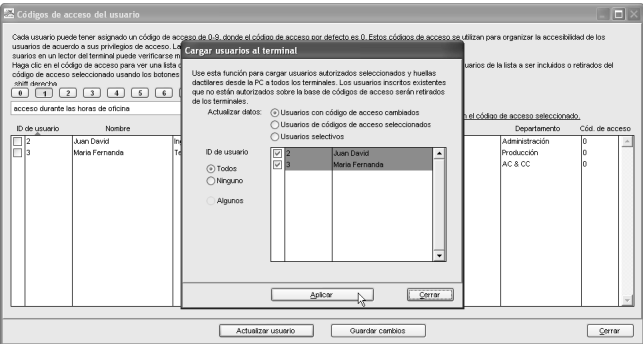 Códigos de acceso del usuario
Cada usuario puede tener asignado un código de acceso de 0-9, donde el código de acceso por defecto es 0. Estos códigos de acceso se utilizan para organizar la accesibilidad de los
usuarios de acuerdo a sus privilegios de acceso. La
suarios en un lector del terminal puede verificarse m
Haga clic en el código de acceso para ver una lista d
uarios de la lista a ser incluidos o retirados del
código de acceso seleccionado usando los botones
shift derecha
0 1 2 3 4 5 6
acceso durante las horas de oficina
n el código de acceso seleccionado.
ID de usuario Nombre Departamento Cód. de acceso
2 Juan David Ing Administración 0
3 Maria Fernanda Te Producción 0
AC & CC 0
Cargar usuarios al terminal
Use esta función para cargar usuarios autorizados seleccionados y huellas
dactilares desde la PC a todos los terminales. Los usuarios inscritos existentes
que no están autorizados sobre la base de códigos de acceso serán retirados
de los terminales.
Actualizar datos: Usuarios con código de acceso cambiados
Usuarios de códigos de acceso seleccionados
Usuarios selectivos
ID de usuario
Todos
Ninguno
Algunos
2 Juan David
3 Maria Fernanda
Aplicar Cerrar
Actualizar usuario Guardar cambios Cerrar